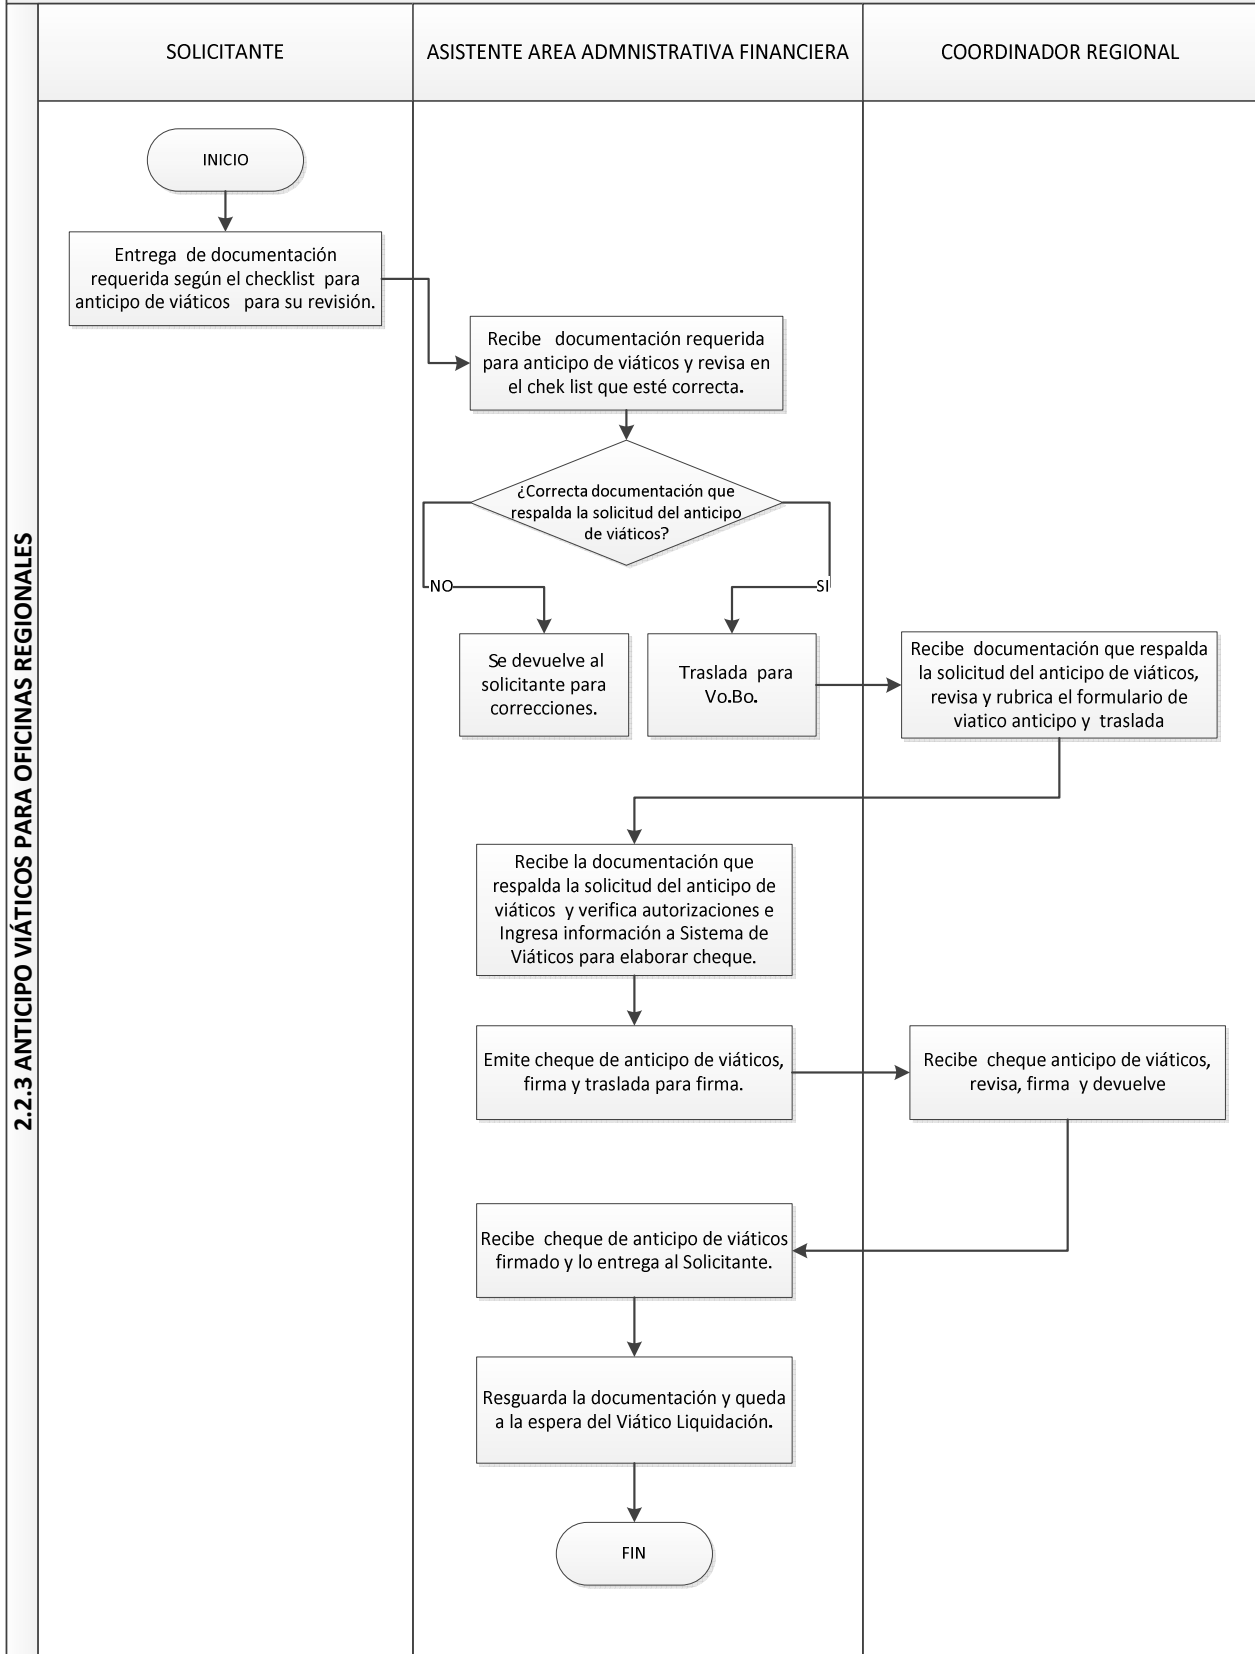 2.2.3 ANTICIPO VIÁTICOS PARA OFICINAS REGIONALES
SOLICITANTE
ASISTENTE AREA ADMNISTRATIVA FINANCIERA
COORDINADOR REGIONAL
INICIO
Entrega de documentación
requerida según el checklist para
anticipo de viáticos para su revisión.
Recibe documentación requerida
para anticipo de viáticos y revisa en
el chek list que esté correcta.
¿Correcta documentación que
respalda la solicitud del anticipo
de viáticos?
NO
SI
Se devuelve al
solicitante para
correcciones.
Traslada para
Vo.Bo.
Recibe documentación que respalda
la solicitud del anticipo de viáticos,
revisa y rubrica el formulario de
viatico anticipo y traslada
Recibe la documentación que
respalda la solicitud del anticipo de
viáticos y verifica autorizaciones e
Ingresa información a Sistema de
Viáticos para elaborar cheque.
Emite cheque de anticipo de viáticos,
firma y traslada para firma.
Recibe cheque anticipo de viáticos,
revisa, firma y devuelve
Recibe cheque de anticipo de viáticos
firmado y lo entrega al Solicitante.
Resguarda la documentación y queda
a la espera del Viático Liquidación.
FIN